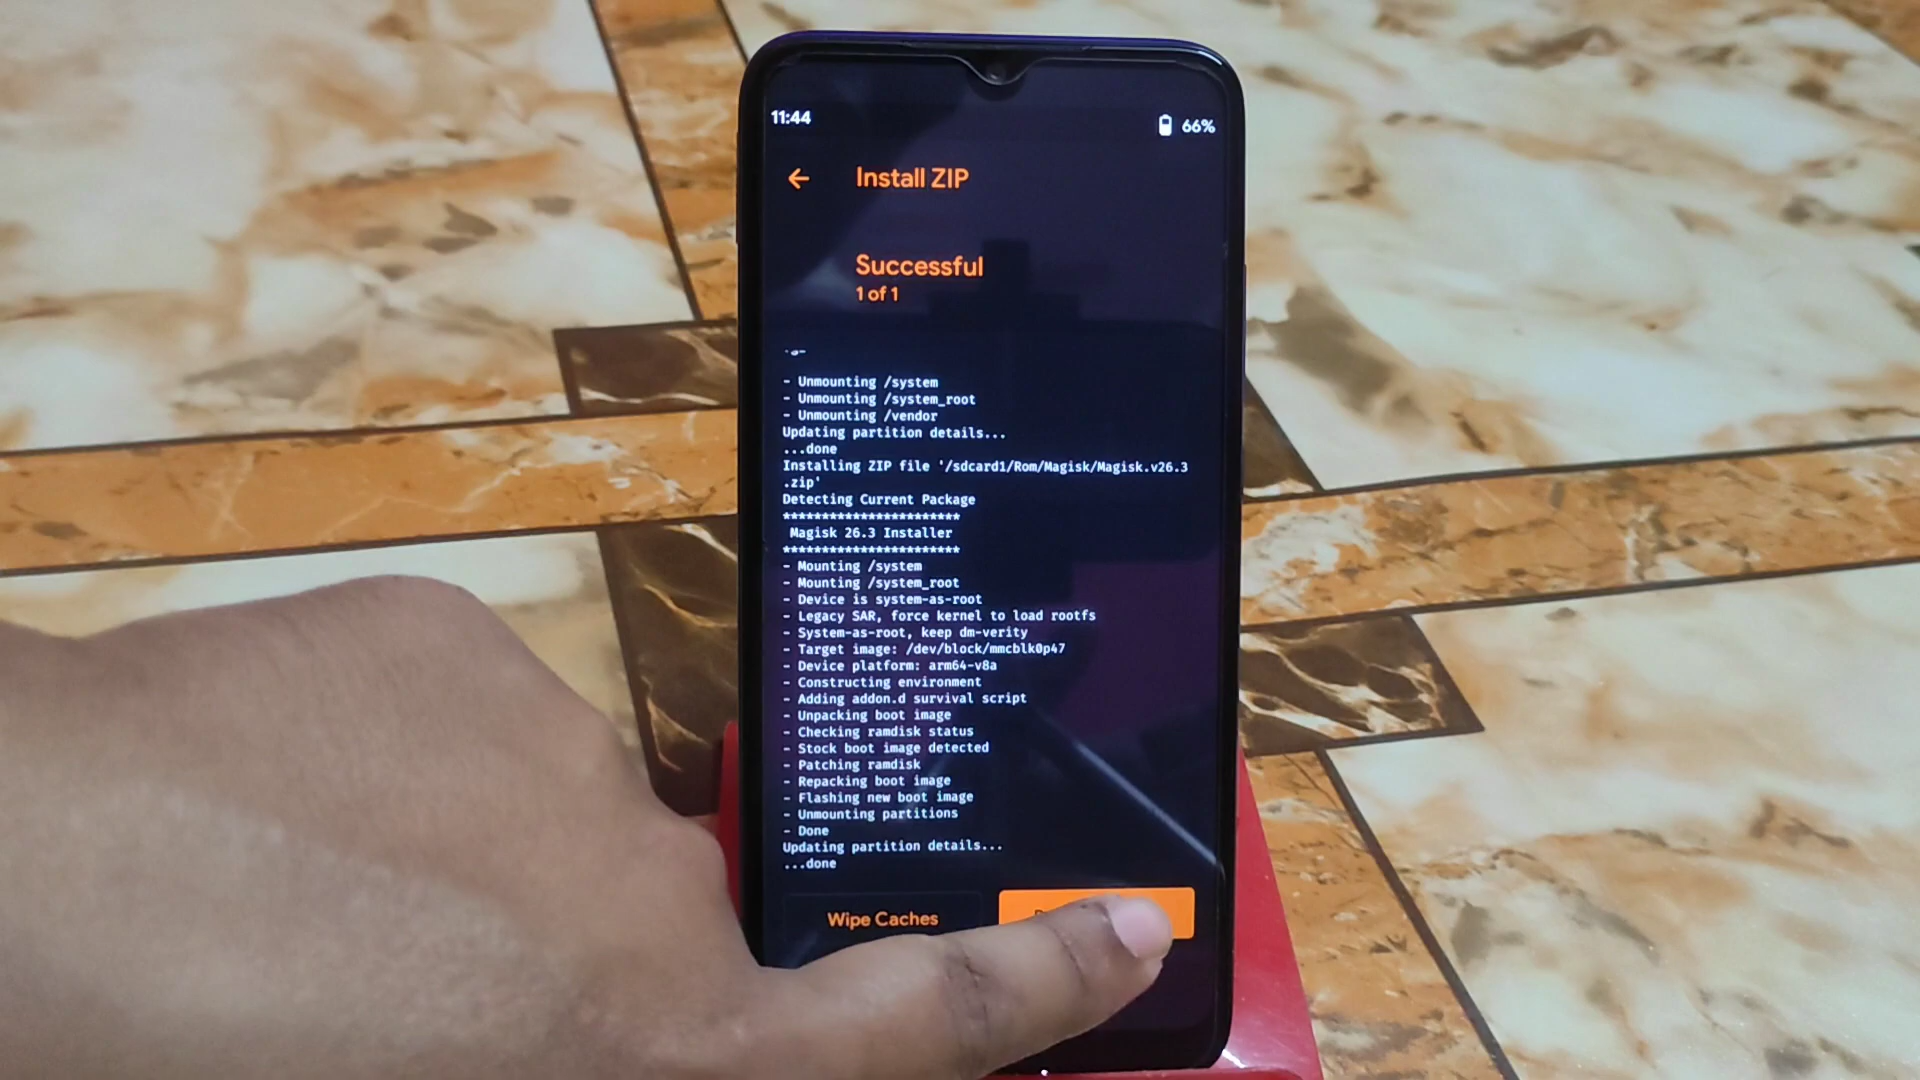 11:44
66%
Install ZIP
Successful
1 of 1
- Unmounting /system
- Unmounting /system_root
- Unmounting /vendor
Updating partition details...
...done
Installing ZIP file '/sdcard1/Rom/Magisk/Magisk.v26.3
.zip'
Detecting Current Package
***********************
Magisk 26.3 Installer
***********************
- Mounting /system
- Mounting /system_root
- Device is system-as-root
- Legacy SAR, force kernel to load rootfs
- System-as-root, keep dm-verity
- Target image: /dev/block/mmcblk0p47
- Device platform: arm64-v8a
- Constructing environment
- Adding addon.d survival script
- Unpacking boot image
- Checking ramdisk status
- Stock boot image detected
- Patching ramdisk
- Repacking boot image
- Flashing new boot image
- Unmounting partitions
- Done
Updating partition details...
...done
Wipe Caches